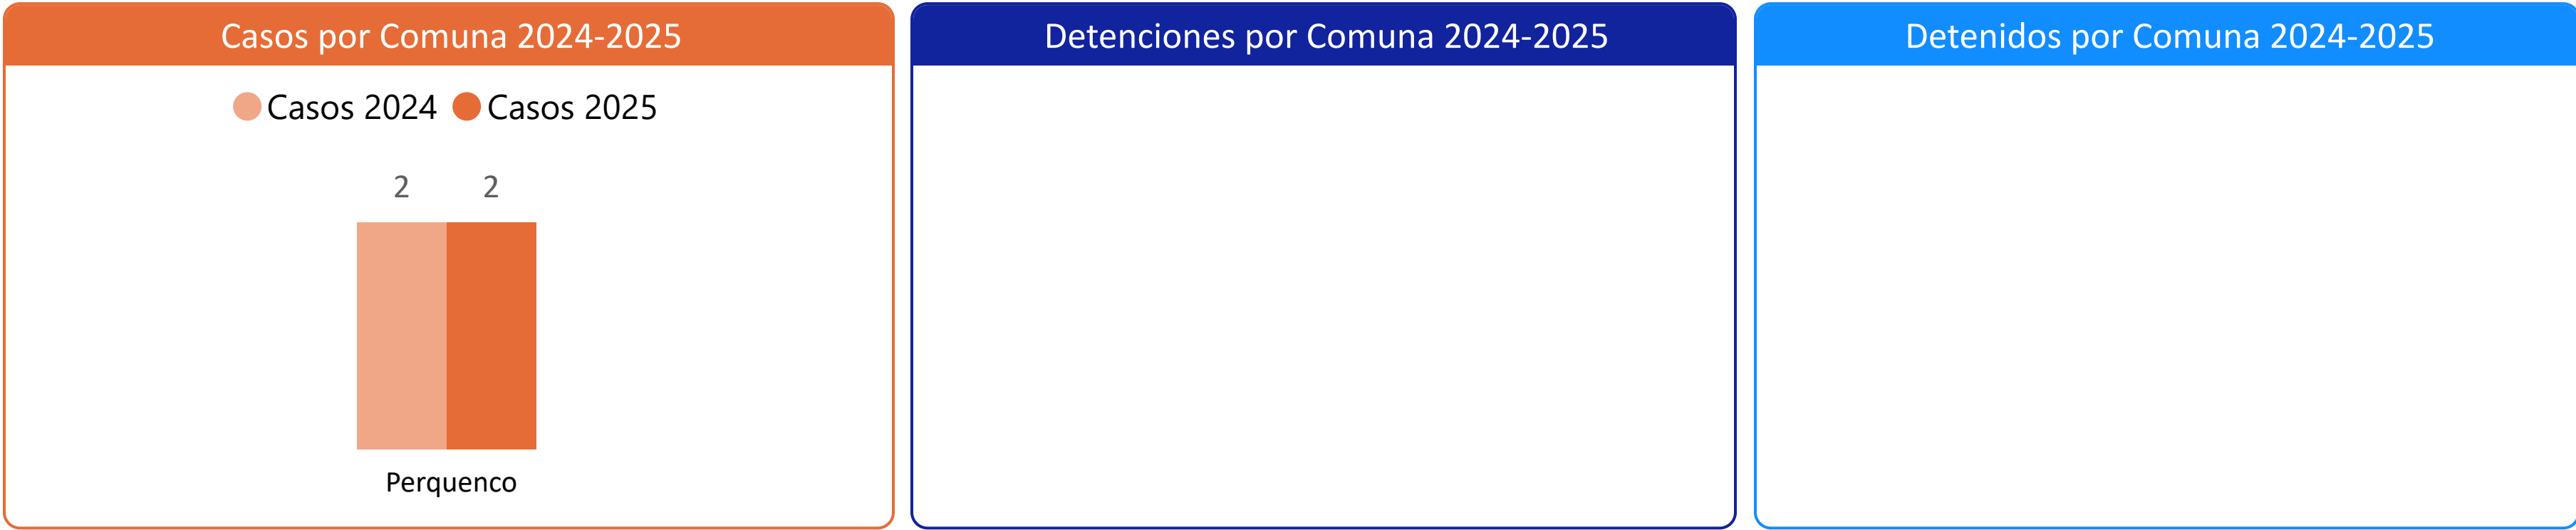 Casos por Comuna 2024-2025
Casos 2024 Casos 2025
2 2
Perquenco
Detenciones por Comuna 2024-2025
Detenidos por Comuna 2024-2025